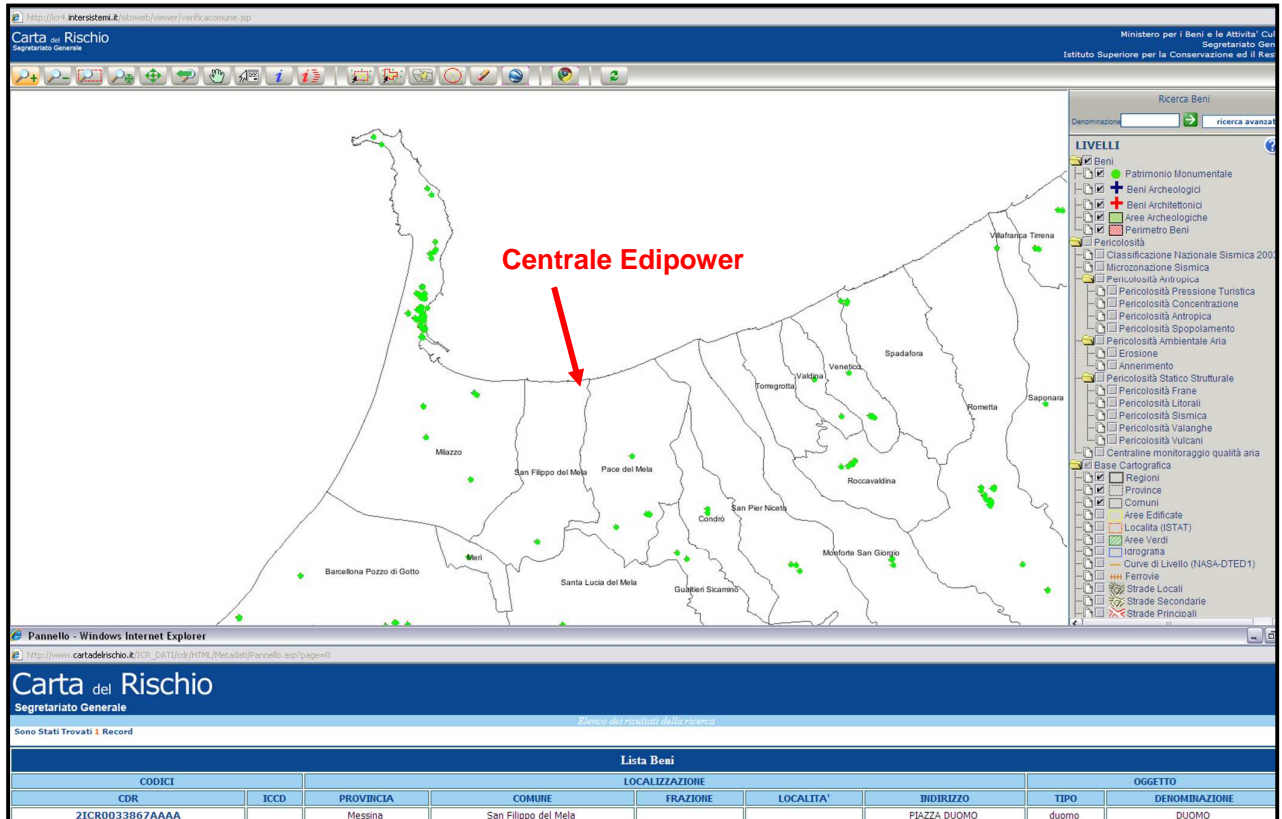 http://icr4.intersistemi.it/sitoweb/viewer/verificacomune.jsp
Carta del Rischio
Segretariato Generale
Ministero per i Beni e le Attivita' Cul
Segretariato Gen
Istituto Superiore per la Conservazione ed il Res
Ricerca Beni
Denominazione
ricerca avanzat
LIVELLI
Beni
Patrimonio Monumentale
Beni Archeologici
Beni Architettonici
Aree Archeologiche
Perimetro Beni
Pericolosità
Classificazione Nazionale Sismica 2003
Microzonazione Sismica
Pericolosità Antropica
Pericolosità Pressione Turistica
Pericolosità Concentrazione
Pericolosità Antropica
Pericolosità Spopolamento
Pericolosità Ambientale Aria
Erosione
Annerimento
Pericolosità Statico Strutturale
Pericolosità Frane
Pericolosità Litorali
Pericolosità Sismica
Pericolosità Valanghe
Pericolosità Vulcani
Centraline monitoraggio qualità aria
Base Cartografica
Regioni
Province
Comuni
Aree Edificate
Localita (ISTAT)
Aree Verdi
Idrografia
Curve di Livello (NASA-DTED1)
Ferrovie
Strade Locali
Strade Secondarie
Strade Principali
Centrale Edipower
Villafranca Tirrena
Spadafora
Venetico
Valdina
Torregrotta
Rometta
Saponara
Milazzo
San Filippo del Mela
Pace del Mela
Roccavaldina
San Pier Niceto
Condrò
Monforte San Giorgio
Merì
Barcellona Pozzo di Gotto
Santa Lucia del Mela
Gualtieri Sicaminò
Pannello - Windows Internet Explorer
http://www.cartadelrischio.it/ICR_DATI/cdr/HTML/Metadati/Pannello.asp?page=0
Carta del Rischio
Segretariato Generale
Elenco dei risultati della ricerca
Sono Stati Trovati 1 Record
Lista Beni
CODICI LOCALIZZAZIONE OGGETTO
CDR ICCD PROVINCIA COMUNE FRAZIONE LOCALITA' INDIRIZZO TIPO DENOMINAZIONE
2ICR0033867AAAA Messina San Filippo del Mela PIAZZA DUOMO duomo DUOMO